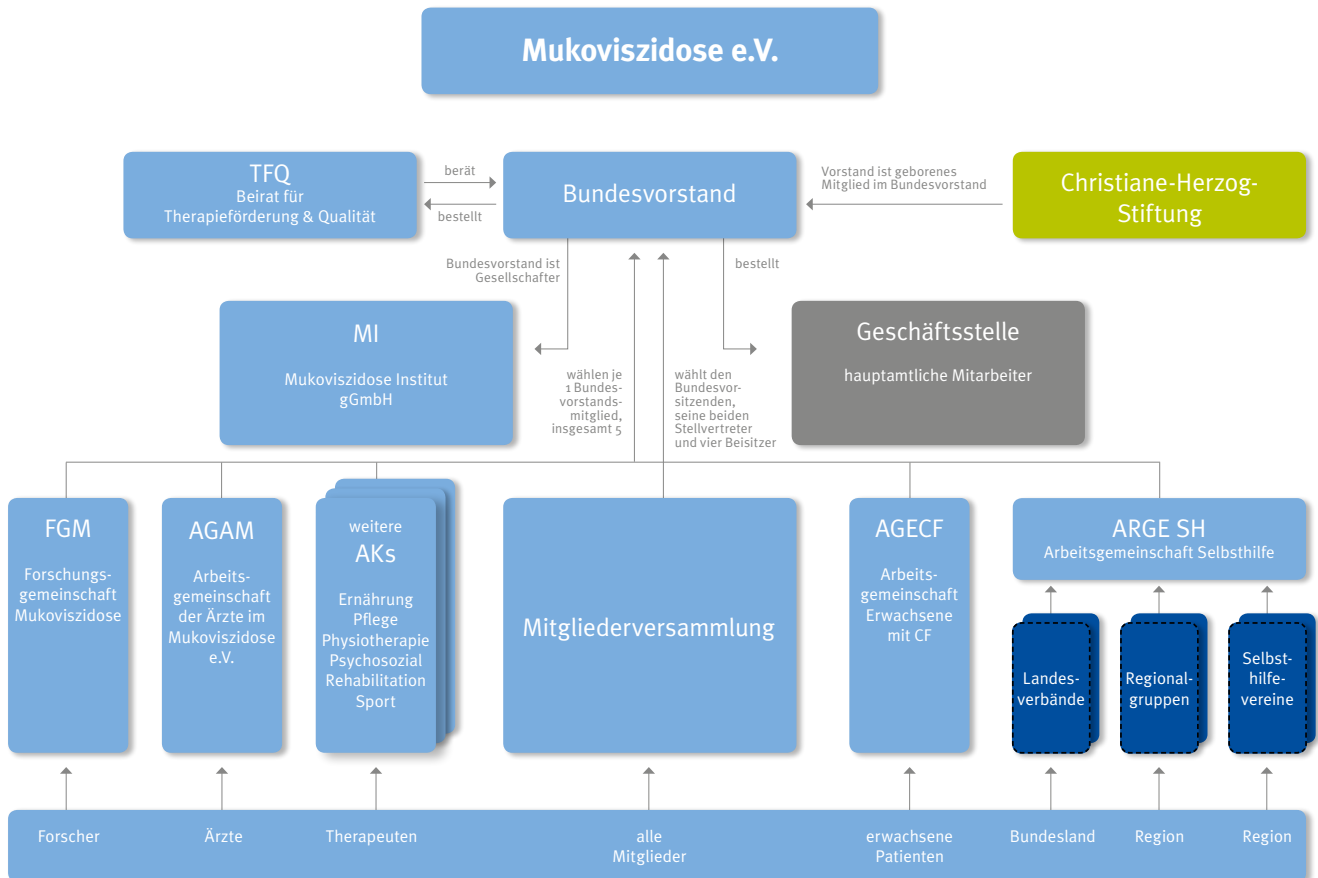 Mukoviszidose e.V.
TFQ
Beirat für
Therapieförderung & Qualität
berät
bestellt
Bundesvorstand
Vorstand ist geborenes
Mitglied im Bundesvorstand
Christiane-Herzog-
Stiftung
Bundesvorstand ist
Gesellschafter
bestellt
MI
Mukoviszidose Institut
gGmbH
wählen je
1 Bundes-
vorstands-
mitglied,
insgesamt 5
wählt den
Bundesvor-
sitzenden,
seine beiden
Stellvertreter
und vier Beisitzer
Geschäftsstelle
hauptamtliche Mitarbeiter
FGM
Forschungs-
gemeinschaft
Mukoviszidose
AGAM
Arbeits-
gemeinschaft
der Ärzte im
Mukoviszidose
e.V.
weitere
AKs
Ernährung
Pflege
Physiotherapie
Psychosozial
Rehabilitation
Sport
Mitgliederversammlung
AGECF
Arbeits-
gemeinschaft
Erwachsene
mit CF
ARGE SH
Arbeitsgemeinschaft Selbsthilfe
Landes-
verbände
Regional-
gruppen
Selbst-
hilfe-
vereine
Forscher
Ärzte
Therapeuten
alle
Mitglieder
erwachsene
Patienten
Bundesland
Region
Region